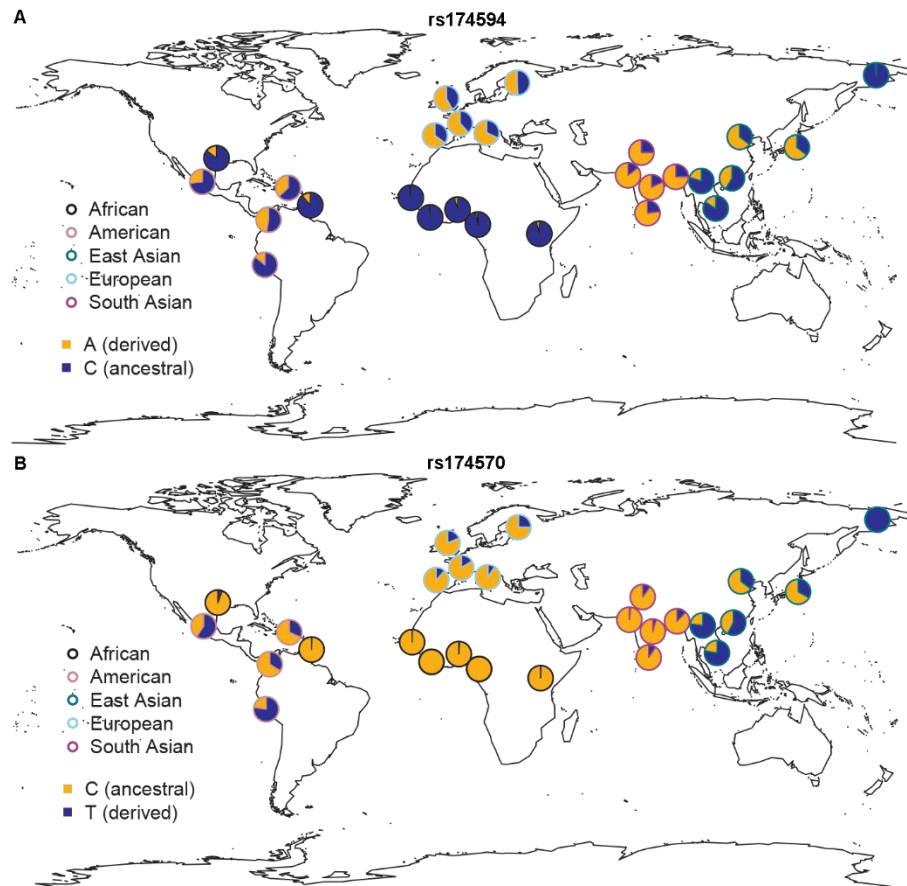 A
rs174594
African
American
East Asian
European
South Asian
A (derived)
C (ancestral)
B
rs174570
African
American
East Asian
European
South Asian
C (ancestral)
T (derived)